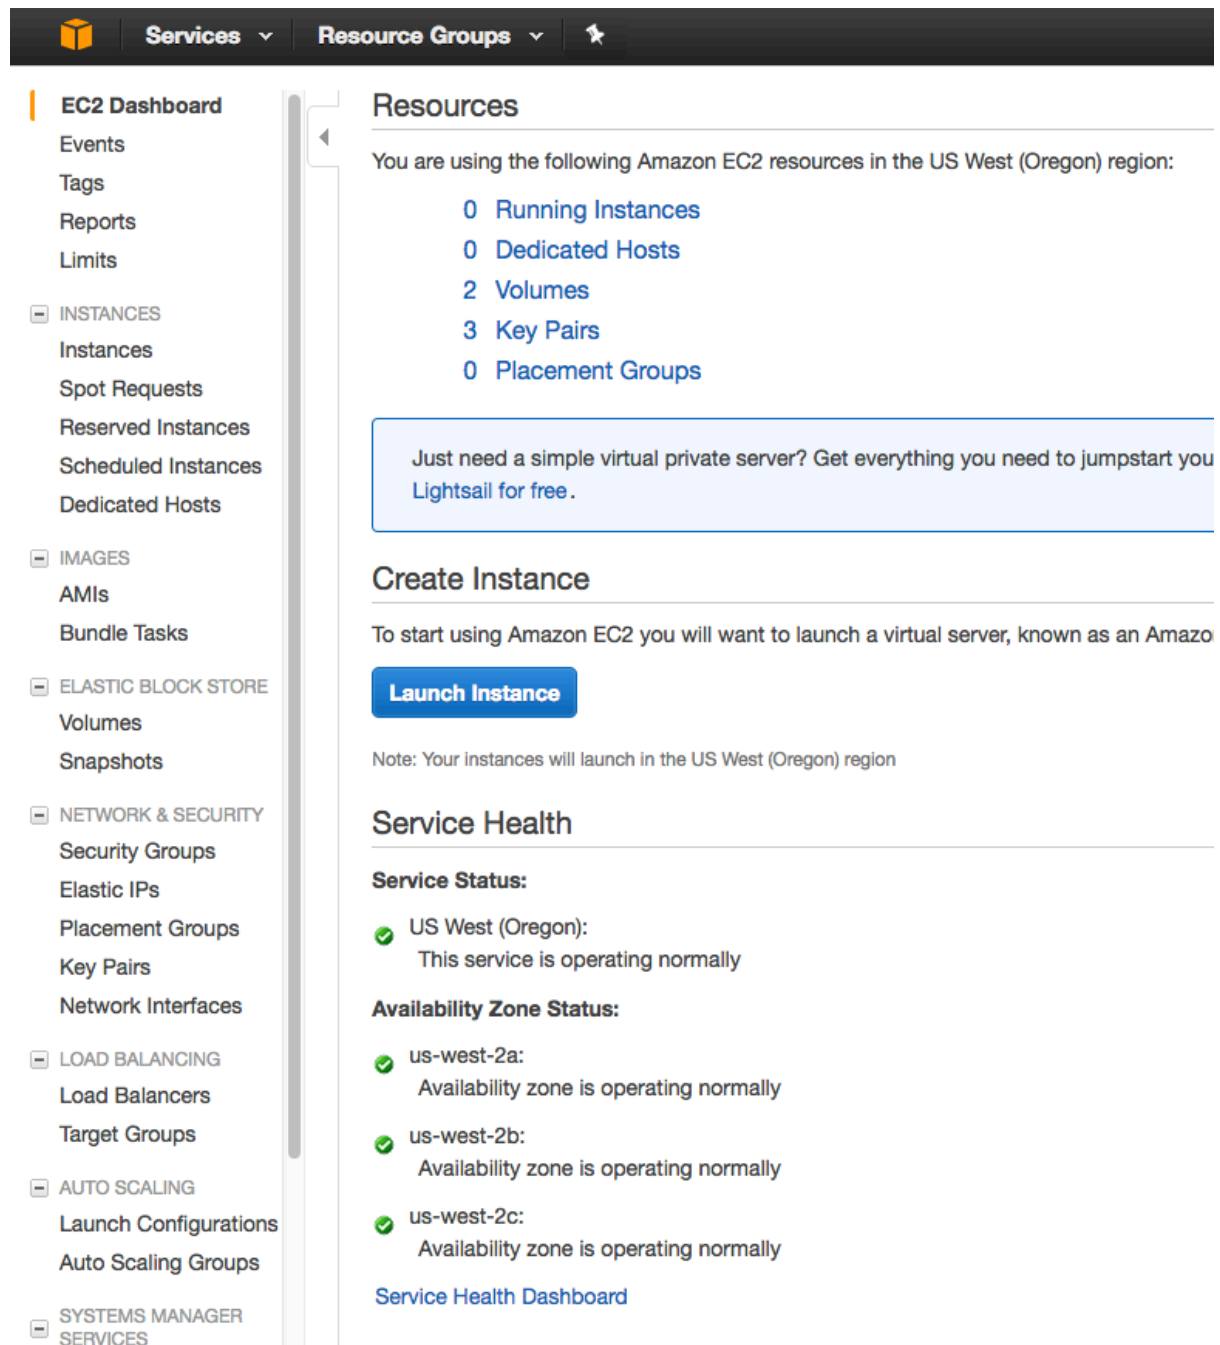 Services
Resource Groups
EC2 Dashboard
Events
Tags
Reports
Limits
INSTANCES
Instances
Spot Requests
Reserved Instances
Scheduled Instances
Dedicated Hosts
IMAGES
AMIs
Bundle Tasks
ELASTIC BLOCK STORE
Volumes
Snapshots
NETWORK & SECURITY
Security Groups
Elastic IPs
Placement Groups
Key Pairs
Network Interfaces
LOAD BALANCING
Load Balancers
Target Groups
AUTO SCALING
Launch Configurations
Auto Scaling Groups
SYSTEMS MANAGER
SERVICES
Resources
You are using the following Amazon EC2 resources in the US West (Oregon) region:
0 Running Instances
0 Dedicated Hosts
2 Volumes
3 Key Pairs
0 Placement Groups
Just need a simple virtual private server? Get everything you need to jumpstart you
Lightsail for free.
Create Instance
To start using Amazon EC2 you will want to launch a virtual server, known as an Amazo
Launch Instance
Note: Your instances will launch in the US West (Oregon) region
Service Health
Service Status:
US West (Oregon):
This service is operating normally
Availability Zone Status:
us-west-2a:
Availability zone is operating normally
us-west-2b:
Availability zone is operating normally
us-west-2c:
Availability zone is operating normally
Service Health Dashboard